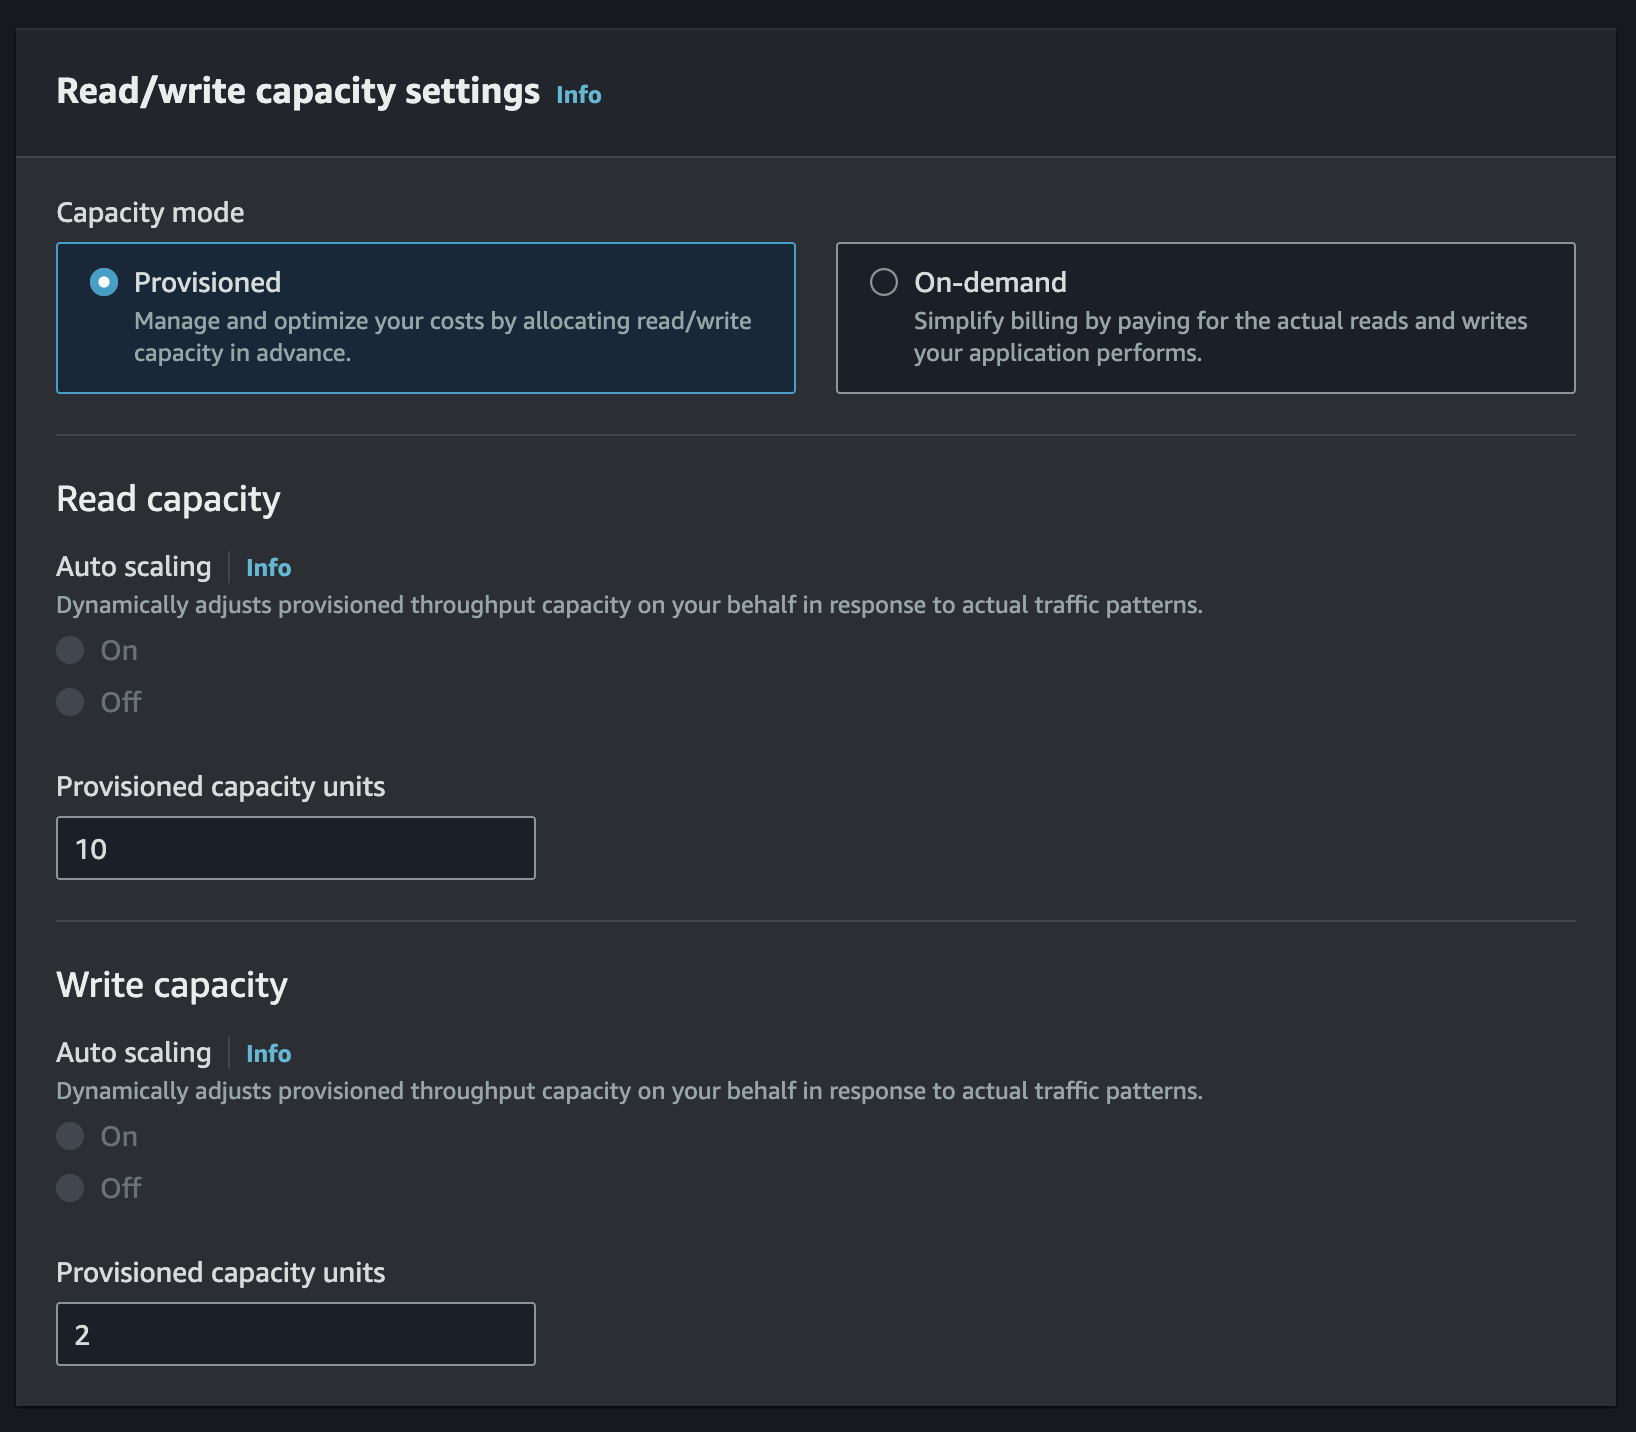 Read/write capacity settings Info
Capacity mode
Provisioned
Manage and optimize your costs by allocating read/write
capacity in advance.
On-demand
Simplify billing by paying for the actual reads and writes
your application performs.
Read capacity
Auto scaling Info
Dynamically adjusts provisioned throughput capacity on your behalf in response to actual traffic patterns.
On
Off
Provisioned capacity units
10
Write capacity
Auto scaling Info
Dynamically adjusts provisioned throughput capacity on your behalf in response to actual traffic patterns.
On
Off
Provisioned capacity units
2